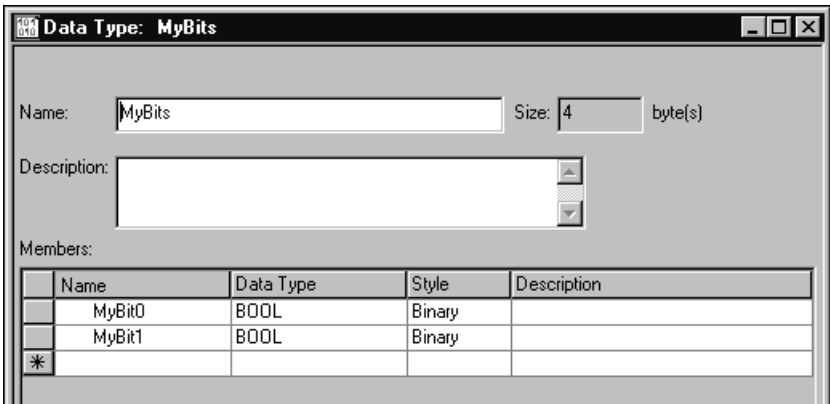 Data Type: MyBits
Name: MyBits Size: 4 byte(s)
Description:
Members:
Name Data Type Style Description
MyBit0 BOOL Binary
MyBit1 BOOL Binary
*